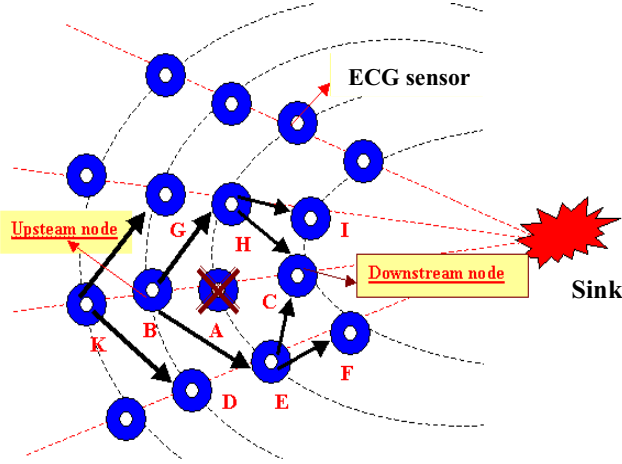 ECG sensor
G
I
Upsteam node
H
Downstream node
Sink
C
K
B
A
F
D
E